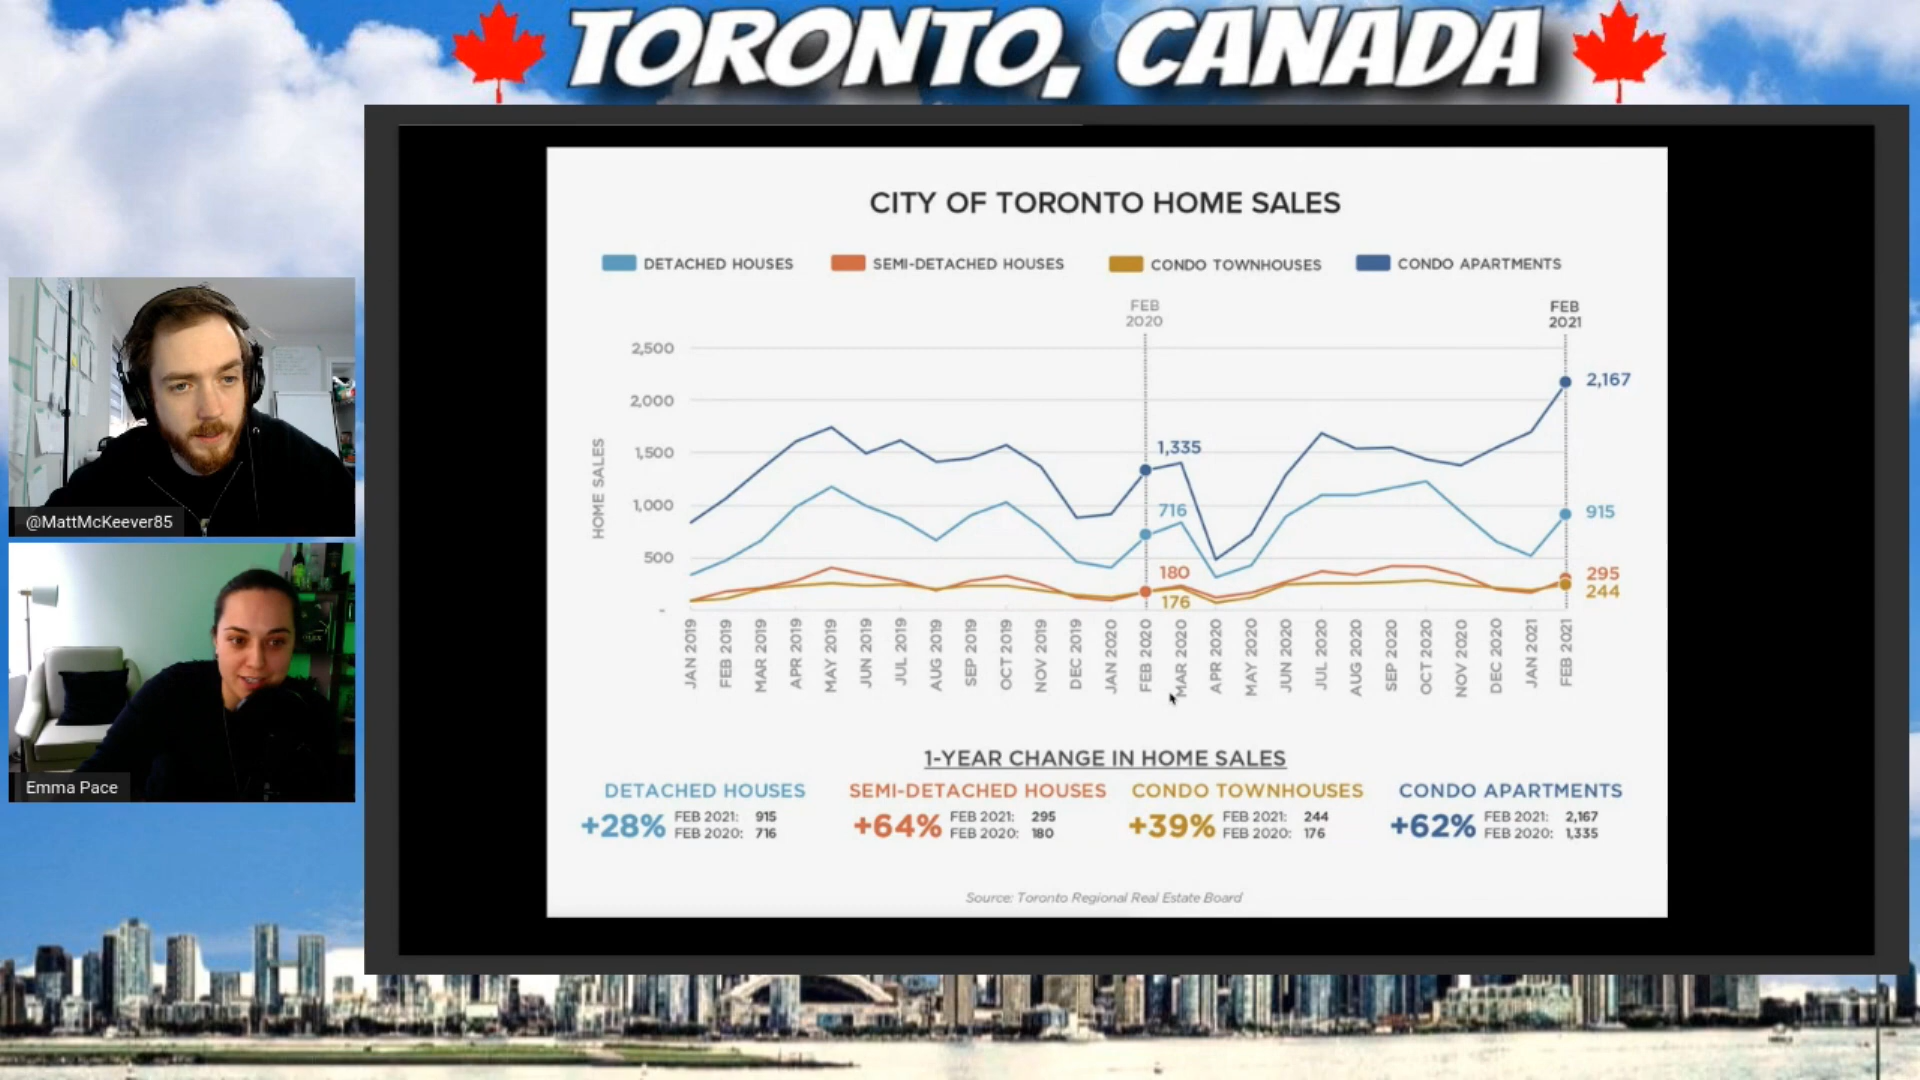 TORONTO, CANADA
CITY OF TORONTO HOME SALES
DETACHED HOUSES
SEMI-DETACHED HOUSES
CONDO TOWNHOUSES
CONDO APARTMENTS
FEB
2020
FEB
2021
HOME SALES
2,500
2,000
1,500
1,000
500
-
2,167
1,335
716
915
180
176
295
244
JAN 2019
FEB 2019
MAR 2019
APR 2019
MAY 2019
JUN 2019
JUL 2019
AUG 2019
SEP 2019
OCT 2019
NOV 2019
DEC 2019
JAN 2020
FEB 2020
MAR 2020
APR 2020
MAY 2020
JUN 2020
JUL 2020
AUG 2020
SEP 2020
OCT 2020
NOV 2020
DEC 2020
JAN 2021
FEB 2021
1-YEAR CHANGE IN HOME SALES
DETACHED HOUSES
+28%
FEB 2021: 915
FEB 2020: 716
SEMI-DETACHED HOUSES
+64%
FEB 2021: 295
FEB 2020: 180
CONDO TOWNHOUSES
+39%
FEB 2021: 244
FEB 2020: 176
CONDO APARTMENTS
+62%
FEB 2021: 2,167
FEB 2020: 1,335
Source: Toronto Regional Real Estate Board
@MattMcKeever85
Emma Pace